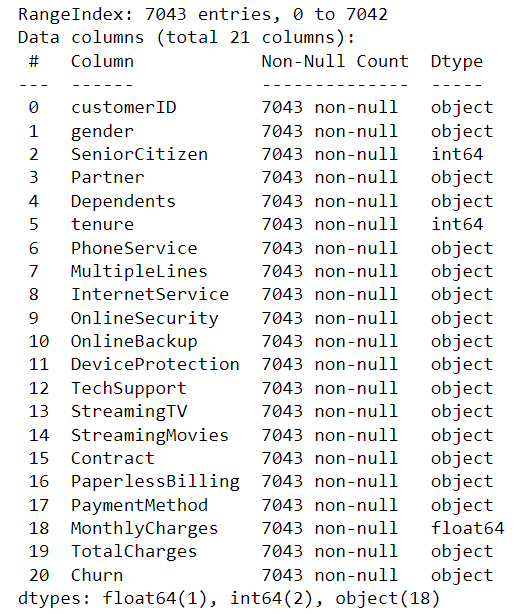 RangeIndex: 7043 entries, 0 to 7042
Data columns (total 21 columns):
 #   Column            Non-Null Count  Dtype
---  ------            --------------  -----
 0   customerID        7043 non-null   object
 1   gender            7043 non-null   object
 2   SeniorCitizen     7043 non-null   int64
 3   Partner           7043 non-null   object
 4   Dependents        7043 non-null   object
 5   tenure            7043 non-null   int64
 6   PhoneService      7043 non-null   object
 7   MultipleLines     7043 non-null   object
 8   InternetService   7043 non-null   object
 9   OnlineSecurity    7043 non-null   object
 10  OnlineBackup      7043 non-null   object
 11  DeviceProtection  7043 non-null   object
 12  TechSupport       7043 non-null   object
 13  StreamingTV       7043 non-null   object
 14  StreamingMovies   7043 non-null   object
 15  Contract          7043 non-null   object
 16  PaperlessBilling  7043 non-null   object
 17  PaymentMethod     7043 non-null   object
 18  MonthlyCharges    7043 non-null   float64
 19  TotalCharges      7043 non-null   object
 20  Churn             7043 non-null   object
dtypes: float64(1), int64(2), object(18)